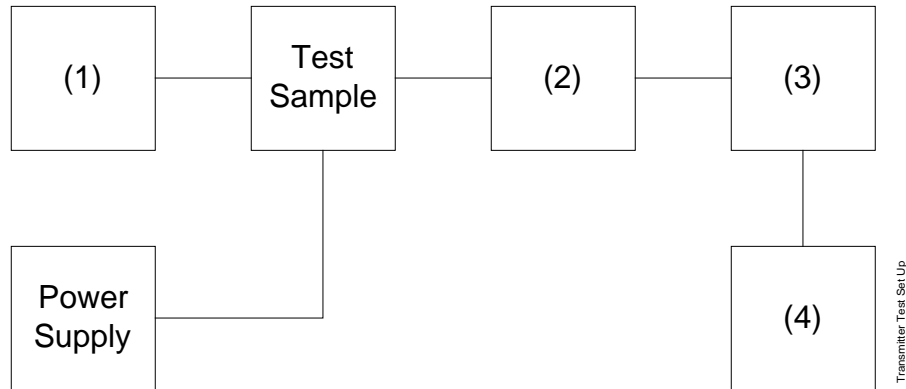 (1)
Test
Sample
(2)
(3)
Power
Supply
(4)
Transmitter Test Set Up